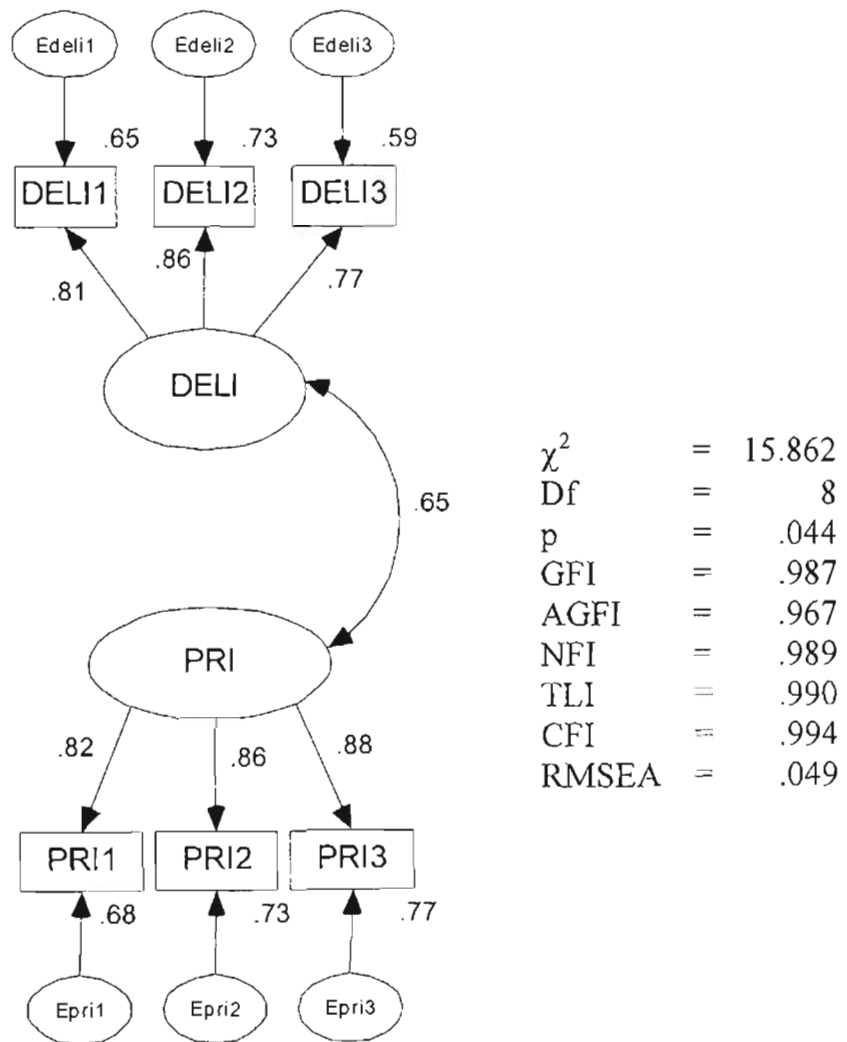 Edeli1 Edeli2 Edeli3
.65 .73 .59
DELI1 DELI2 DELI3
.81 .86 .77
DELI
.65
PRI
.82 .86 .88
PRI1 PRI2 PRI3
.68 .73 .77
Epri1 Epri2 Epri3
χ² = 15.862
Df = 8
p = .044
GFI = .987
AGFI = .967
NFI = .989
TLI = .990
CFI = .994
RMSEA = .049